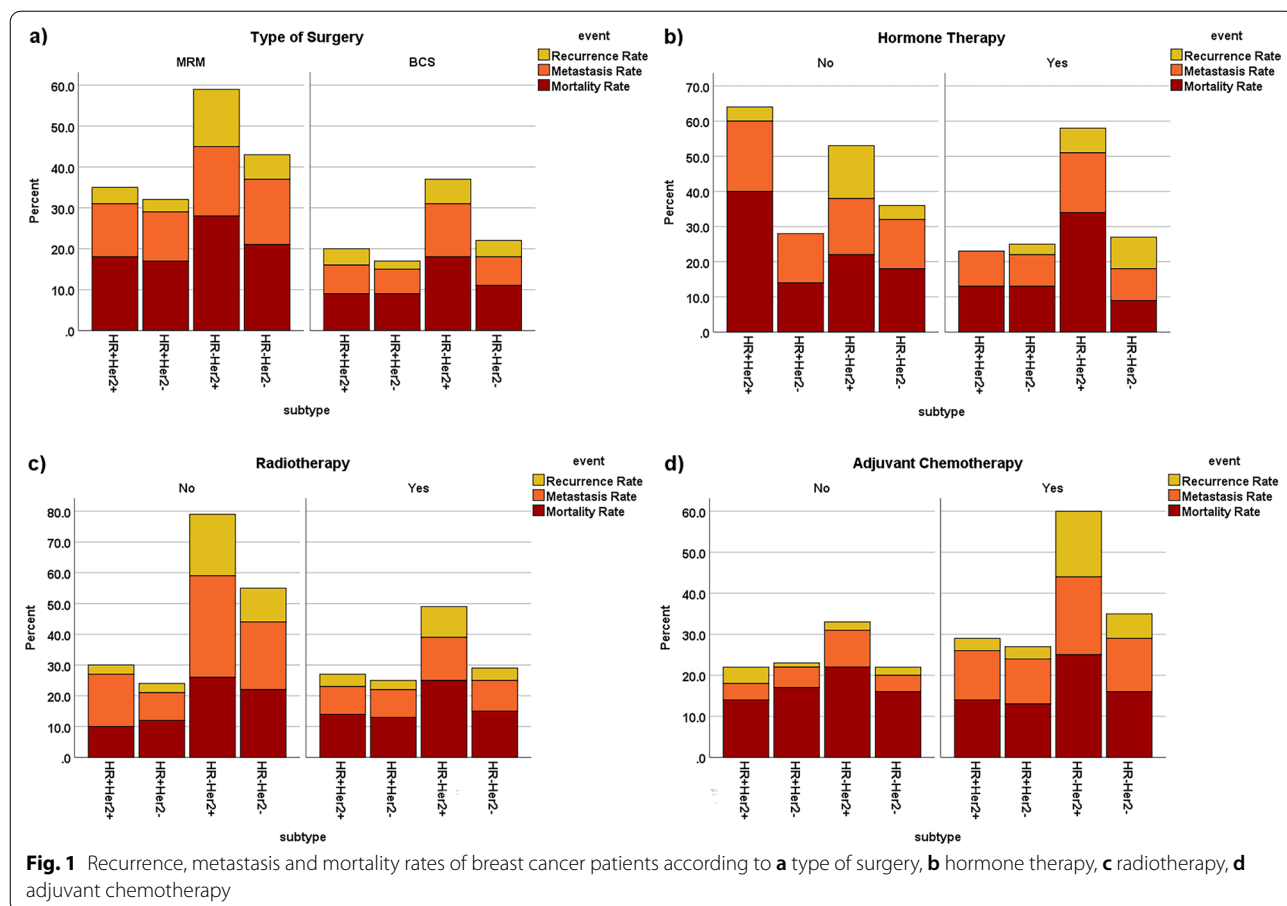 a)
Type of Surgery
MRM
BCS
event
Recurrence Rate
Metastasis Rate
Mortality Rate
Percent
60.0
50.0
40.0
30.0
20.0
10.0
.0
HR+Her2+
HR+Her2-
HR-Her2+
HR-Her2-
HR+Her2+
HR+Her2-
HR-Her2+
HR-Her2-
subtype
b)
Hormone Therapy
No
Yes
event
Recurrence Rate
Metastasis Rate
Mortality Rate
Percent
70.0
60.0
50.0
40.0
30.0
20.0
10.0
.0
HR+Her2+
HR+Her2-
HR-Her2+
HR-Her2-
HR+Her2+
HR+Her2-
HR-Her2+
HR-Her2-
subtype
c)
Radiotherapy
No
Yes
event
Recurrence Rate
Metastasis Rate
Mortality Rate
Percent
80.0
70.0
60.0
50.0
40.0
30.0
20.0
10.0
.0
HR+Her2+
HR+Her2-
HR-Her2+
HR-Her2-
HR+Her2+
HR+Her2-
HR-Her2+
HR-Her2-
subtype
d)
Adjuvant Chemotherapy
No
Yes
event
Recurrence Rate
Metastasis Rate
Mortality Rate
Percent
60.0
50.0
40.0
30.0
20.0
10.0
.0
HR+Her2+
HR+Her2-
HR-Her2+
HR-Her2-
HR+Her2+
HR+Her2-
HR-Her2+
HR-Her2-
subtype
Fig. 1 Recurrence, metastasis and mortality rates of breast cancer patients according to a type of surgery, b hormone therapy, c radiotherapy, d
adjuvant chemotherapy